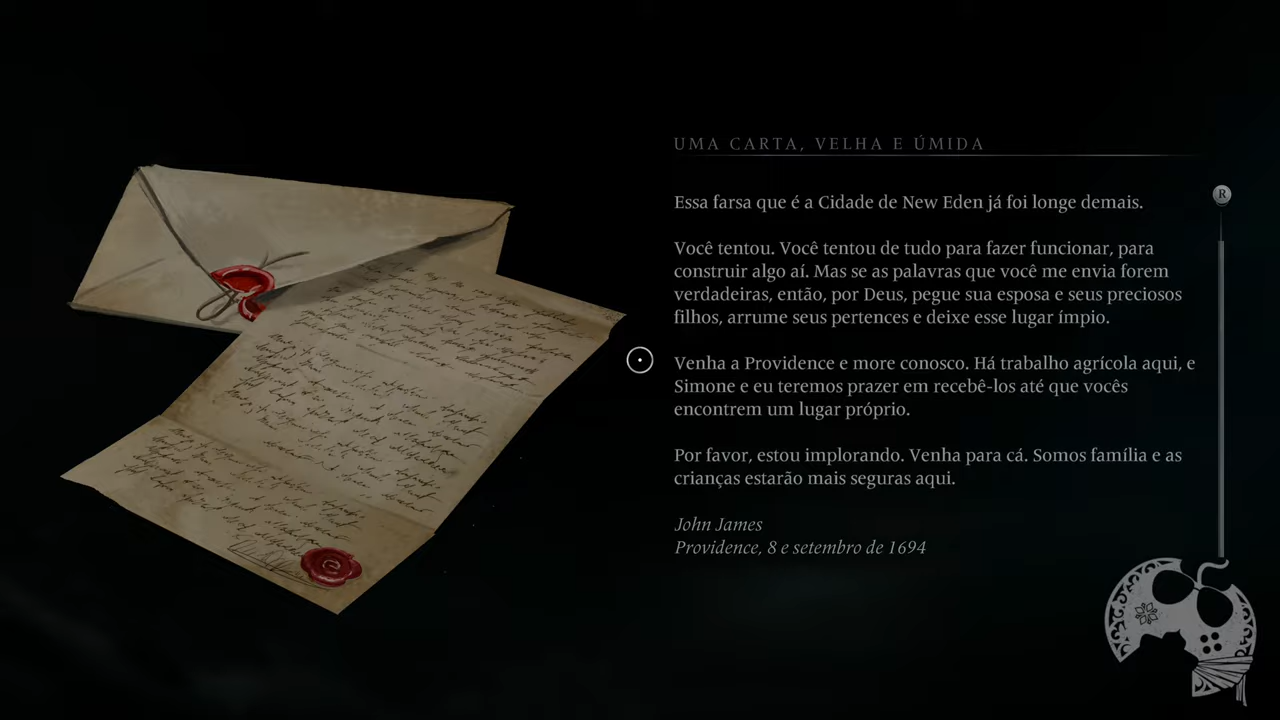 UMA CARTA, VELHA E ÚMIDA
R
Essa farsa que é a Cidade de New Eden já foi longe demais.
Você tentou. Você tentou de tudo para fazer funcionar, para
construir algo aí. Mas se as palavras que você me envia forem
verdadeiras, então, por Deus, pegue sua esposa e seus preciosos
filhos, arrume seus pertences e deixe esse lugar ímpio.
Venha a Providence e more conosco. Há trabalho agrícola aqui, e
Simone e eu teremos prazer em recebê-los até que vocês
encontrem um lugar próprio.
Por favor, estou implorando. Venha para cá. Somos família e as
crianças estarão mais seguras aqui.
John James
Providence, 8 e setembro de 1694